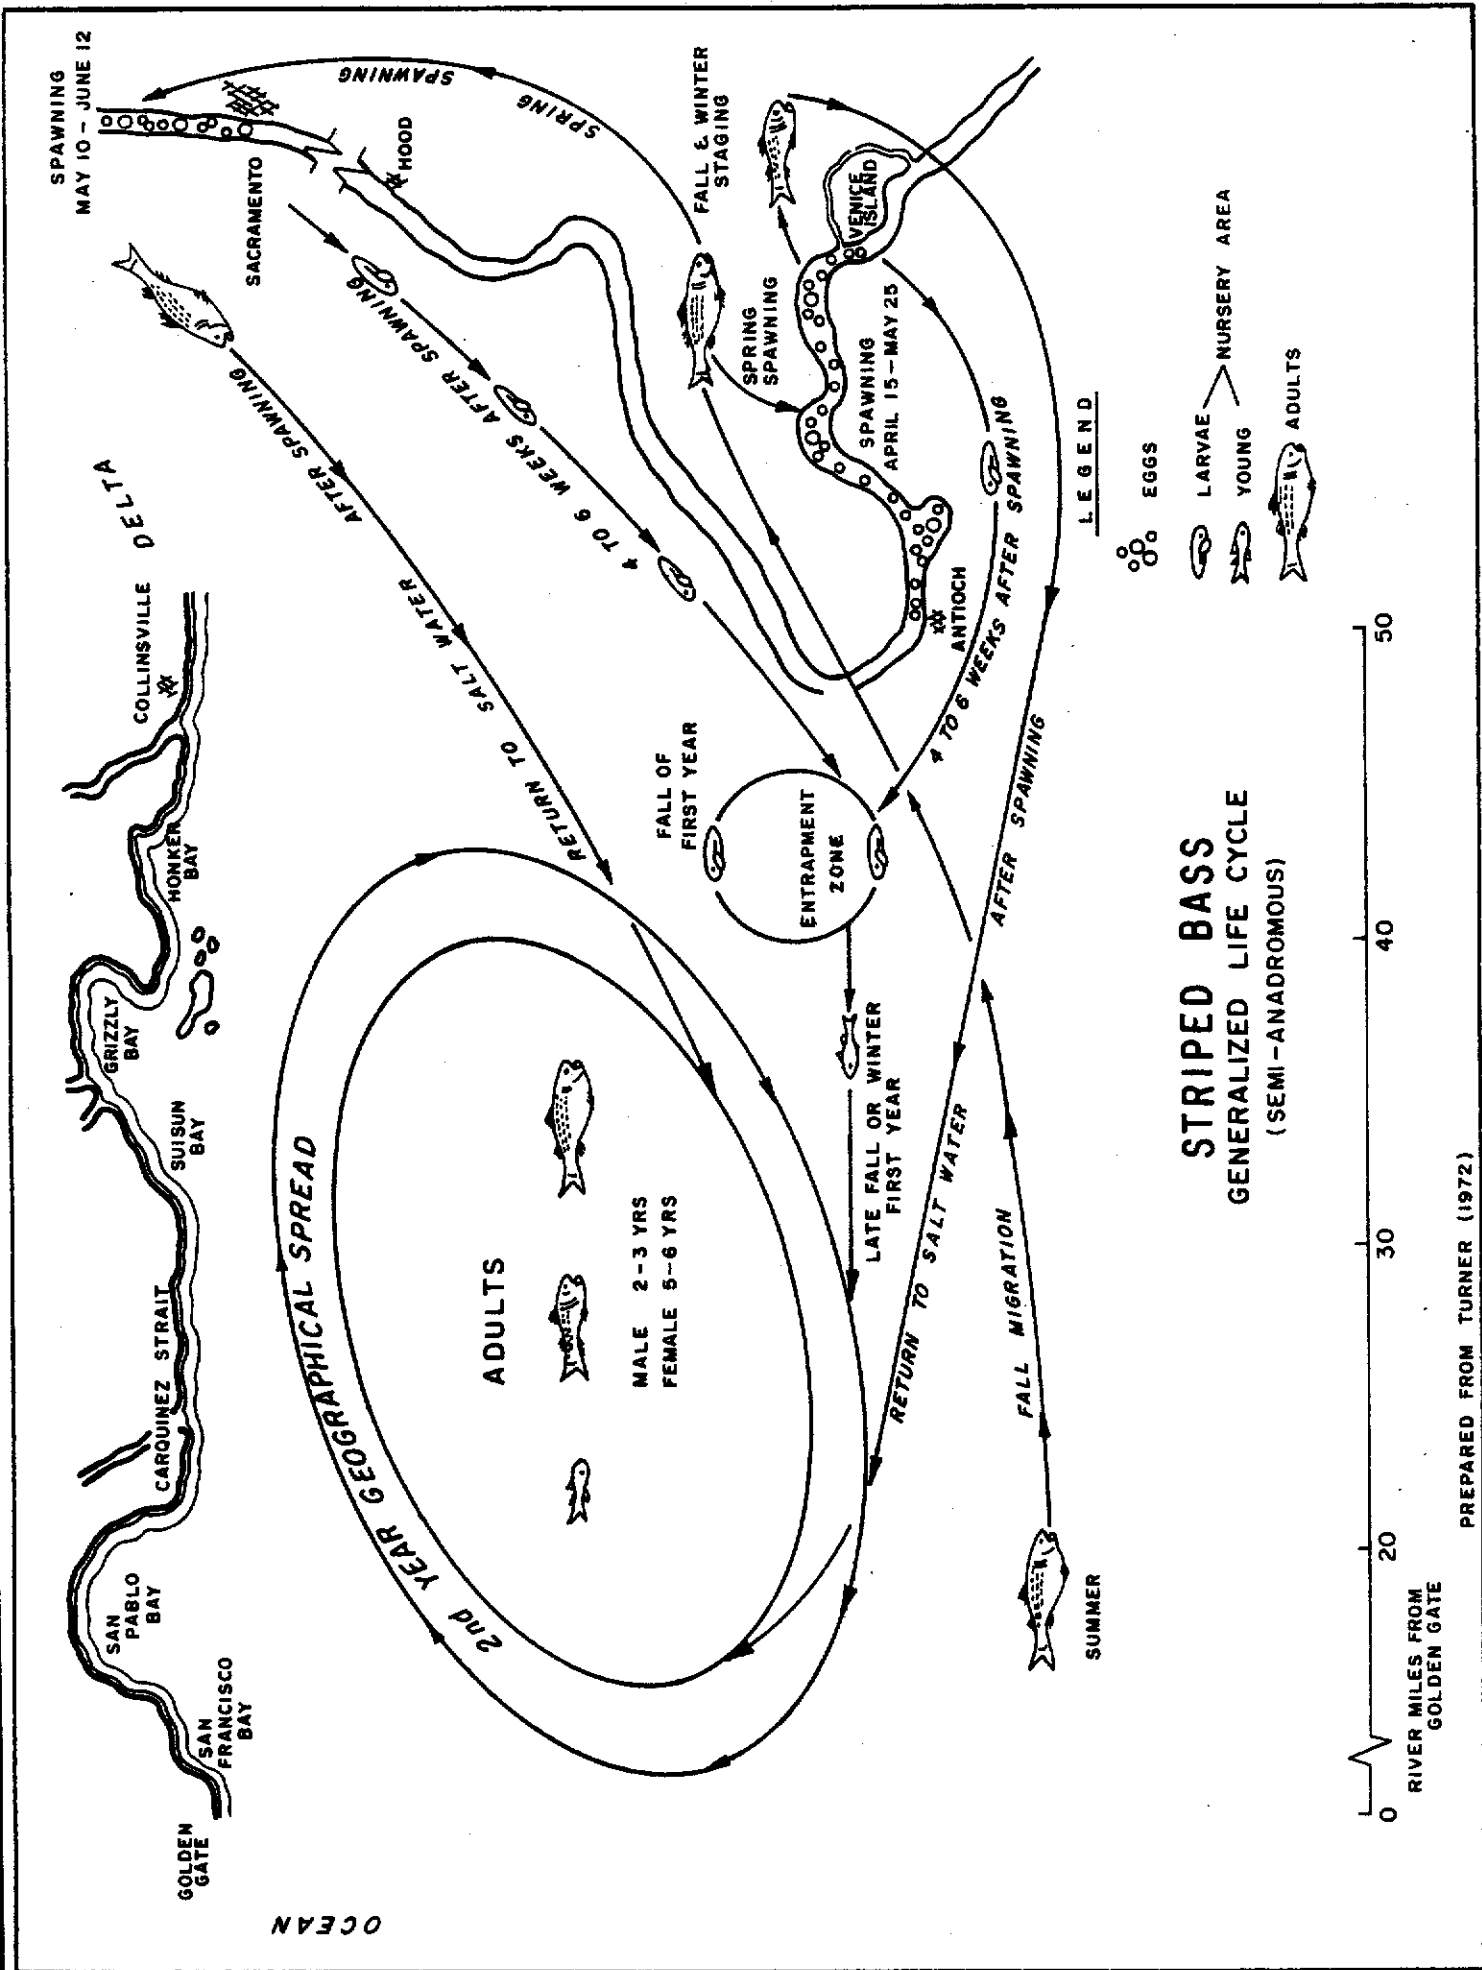 GOLDEN
GATE
SAN
FRANCISCO
BAY
SAN
PABLO
BAY
CARQUINEZ STRAIT
SUISUN
BAY
GRIZZLY
BAY
HONKER
BAY
COLLINSVILLE
DELTA
OCEAN
SPAWNING
MAY 10 - JUNE 12
SACRAMENTO
HOOD
SPRING SPAWNING
AFTER SPAWNING
RETURN TO SALT WATER
4 TO 6 WEEKS AFTER SPAWNING
2nd YEAR GEOGRAPHICAL SPREAD
ADULTS
MALE 2-3 YRS
FEMALE 5-6 YRS
FALL OF
FIRST YEAR
ENTRAPMENT
ZONE
LATE FALL OR WINTER
FIRST YEAR
FALL & WINTER
STAGING
SPRING
SPAWNING
VENICE
ISLAND
SPAWNING
APRIL 15 - MAY 25
ANTIOCH
4 TO 6 WEEKS AFTER SPAWNING
AFTER SPAWNING
RETURN TO SALT WATER
FALL MIGRATION
SUMMER
LEGEND
EGGS
LARVAE
YOUNG
NURSERY AREA
ADULTS
STRIPED BASS
GENERALIZED LIFE CYCLE
(SEMI-ANADROMOUS)
0 20 30 40 50
RIVER MILES FROM
GOLDEN GATE
PREPARED FROM TURNER (1972)